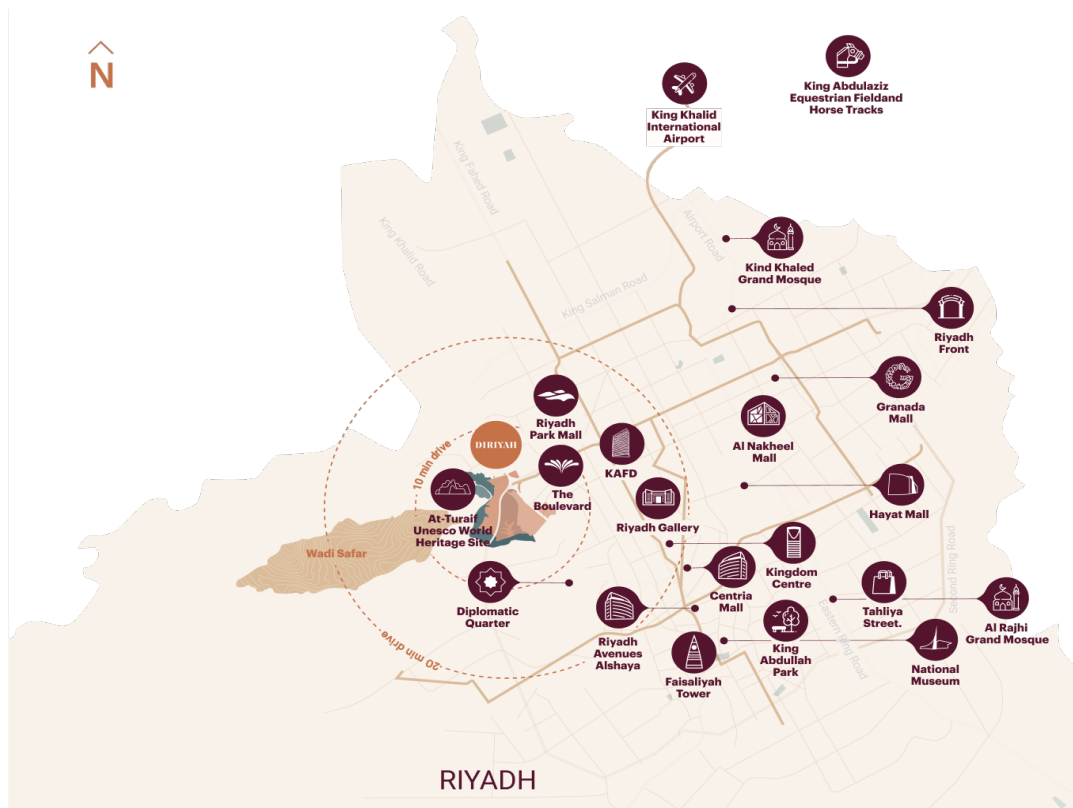 N
King Khalid
International
Airport
King Abdulaziz
Equestrian Fieldand
Horse Tracks
King Fahed Road
King Khalid Road
Airport Road
King Salman Road
Kind Khaled
Grand Mosque
Riyadh
Front
Granada
Mall
Riyadh
Park Mall
Al Nakheel
Mall
DIRIYAH
10 min drive
KAFD
The
Boulevard
At-Turaif
Unesco World
Heritage Site
Riyadh Gallery
Hayat Mall
Wadi Safar
Kingdom
Centre
Second Ring Road
Diplomatic
Quarter
Centria
Mall
Tahliya
Street.
Al Rajhi
Grand Mosque
Eastern Ring Road
20 min drive
Riyadh
Avenues
Alshaya
King
Abdullah
Park
National
Museum
Faisaliyah
Tower
RIYADH